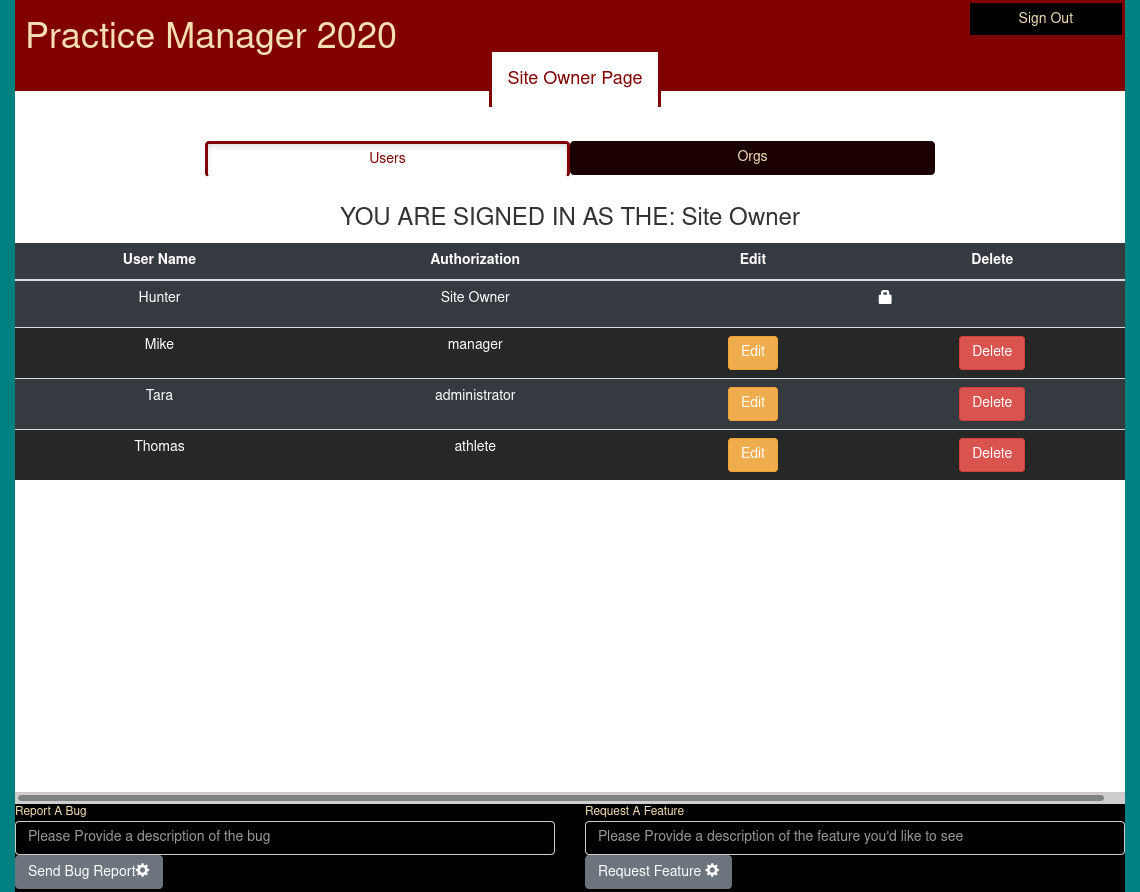 Practice Manager 2020
Sign Out
Site Owner Page
Users Orgs
YOU ARE SIGNED IN AS THE: Site Owner
User Name Authorization Edit Delete
Hunter Site Owner
Mike manager Edit Delete
Tara administrator Edit Delete
Thomas athlete Edit Delete
Report A Bug Request A Feature
Please Provide a description of the bug Please Provide a description of the feature you'd like to see
Send Bug Report Request Feature